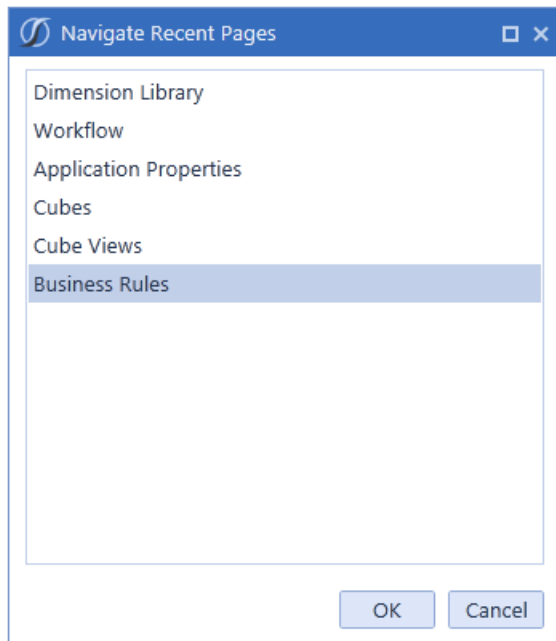 Navigate Recent Pages
Dimension Library
Workflow
Application Properties
Cubes
Cube Views
Business Rules
OK Cancel